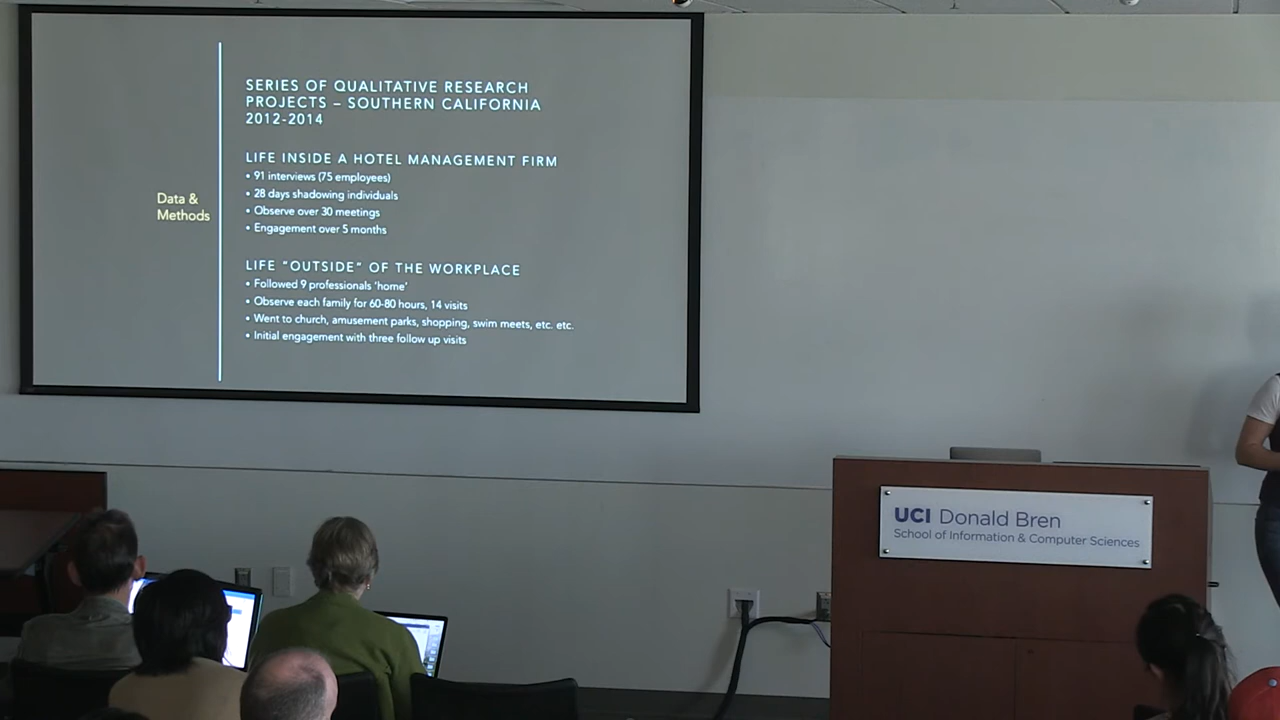 SERIES OF QUALITATIVE RESEARCH
PROJECTS – SOUTHERN CALIFORNIA
2012-2014
LIFE INSIDE A HOTEL MANAGEMENT FIRM
• 91 interviews (75 employees)
• 28 days shadowing individuals
• Observe over 30 meetings
• Engagement over 5 months
Data &
Methods
LIFE "OUTSIDE" OF THE WORKPLACE
• Followed 9 professionals 'home'
• Observe each family for 60-80 hours, 14 visits
• Went to church, amusement parks, shopping, swim meets, etc. etc.
• Initial engagement with three follow up visits
UCI Donald Bren
School of Information & Computer Sciences